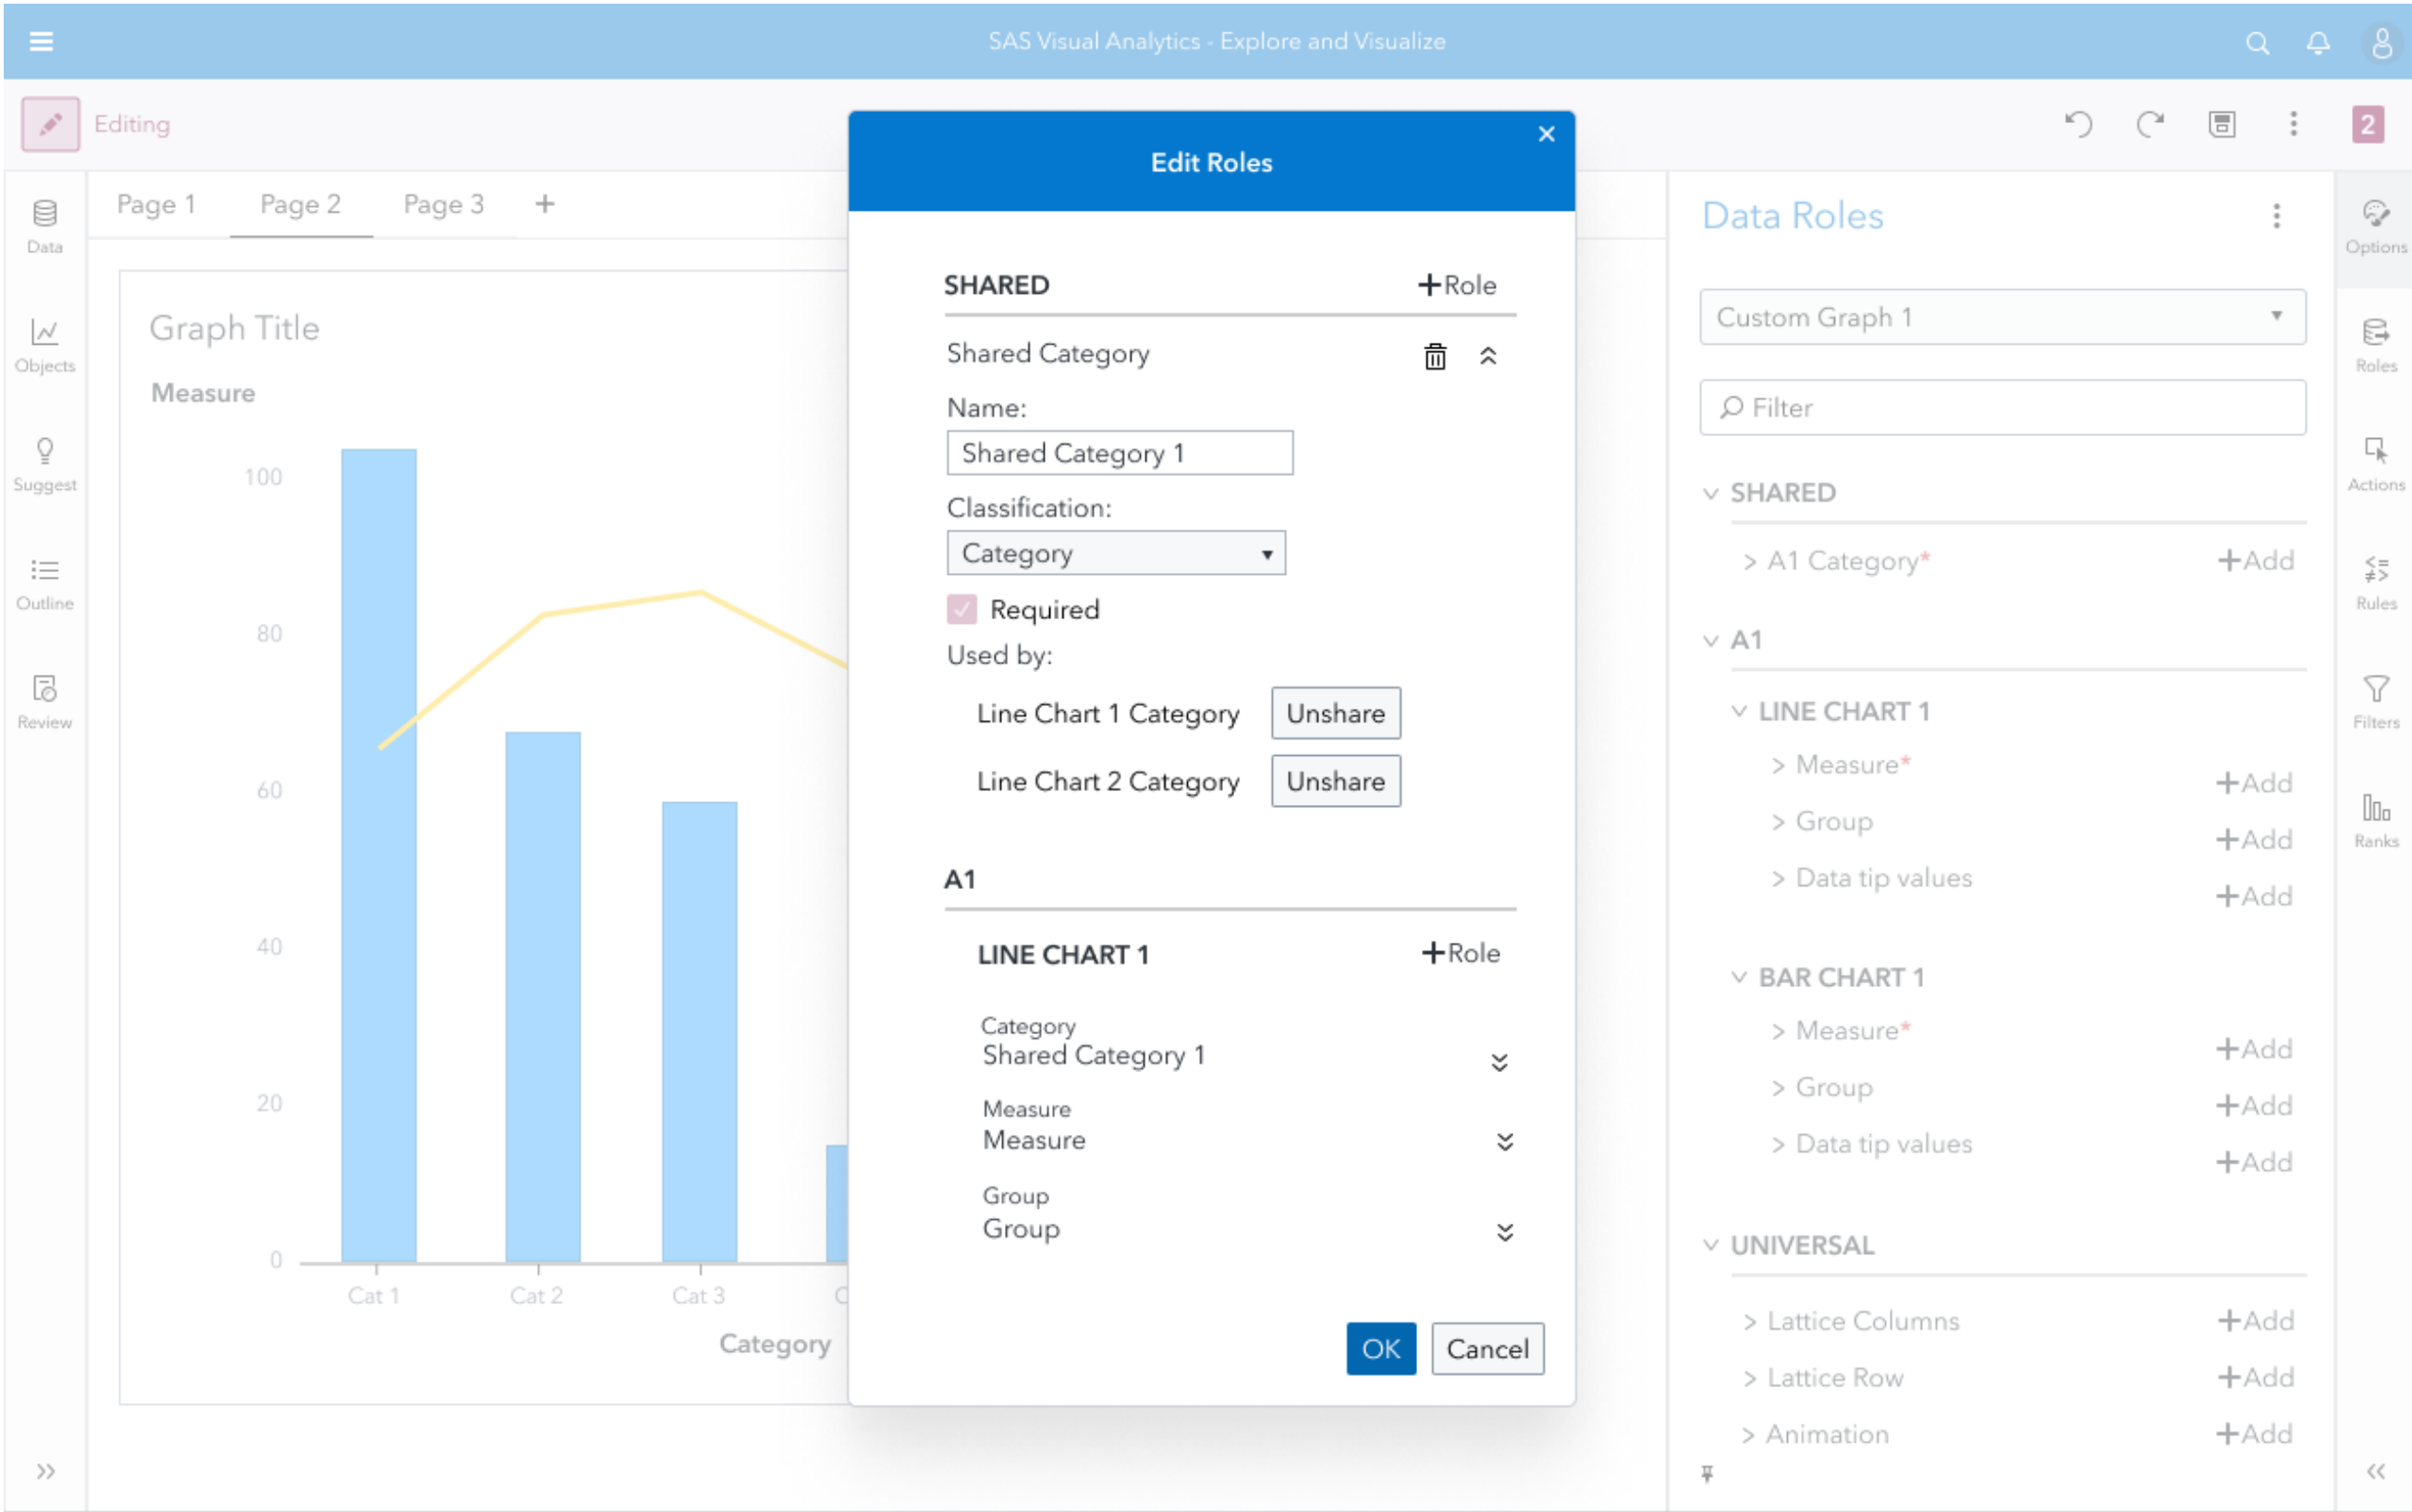 SAS Visual Analytics - Explore and Visualize
Editing
2
Data
Objects
Suggest
Outline
Review
Page 1 Page 2 Page 3 +
Graph Title
Measure
100
80
60
40
20
0
Cat 1 Cat 2 Cat 3 C
Category
Edit Roles
SHARED +Role
Shared Category
Name:
Shared Category 1
Classification:
Category
Required
Used by:
Line Chart 1 Category Unshare
Line Chart 2 Category Unshare
A1
LINE CHART 1 +Role
Category
Shared Category 1
Measure
Measure
Group
Group
OK Cancel
Data Roles
Custom Graph 1
Filter
SHARED
A1 Category* +Add
A1
LINE CHART 1
Measure* +Add
Group +Add
Data tip values +Add
BAR CHART 1
Measure* +Add
Group +Add
Data tip values +Add
UNIVERSAL
Lattice Columns +Add
Lattice Row +Add
Animation +Add
Options
Roles
Actions
Rules
Filters
Ranks